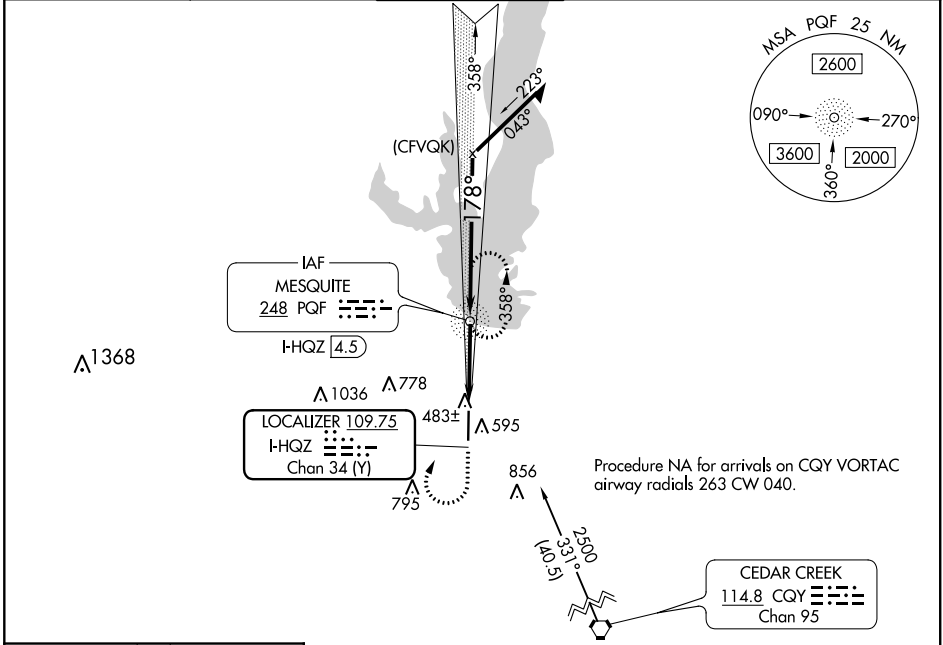 MSA PQF 25 NM
2600
090°
270°
3600
2000
360°
358°
223°
043°
(CFVQK)
178°
IAF
MESQUITE
248 PQF
I-HQZ 4.5
358°
1368
1036
778
483±
595
LOCALIZER 109.75
I-HQZ
Chan 34 (Y)
795
856
Procedure NA for arrivals on CQY VORTAC
airway radials 263 CW 040.
2500
331°
(40.5)
CEDAR CREEK
114.8 CQY
Chan 95